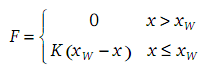 F = { 0 x > x_W
K(x_W − x) x ≤ x_W